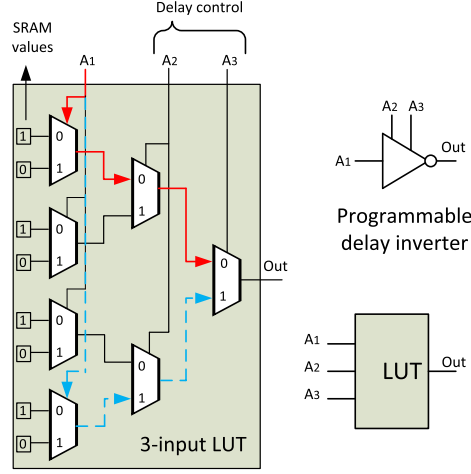 Delay control
SRAM
values
A1
A2
A3
1
0
0
1
1
0
0
1
0
1
0
1
Out
1
0
0
1
0
1
1
0
0
1
3-input LUT
A2
A3
A1
Out
Programmable
delay inverter
A1
A2
A3
LUT
Out